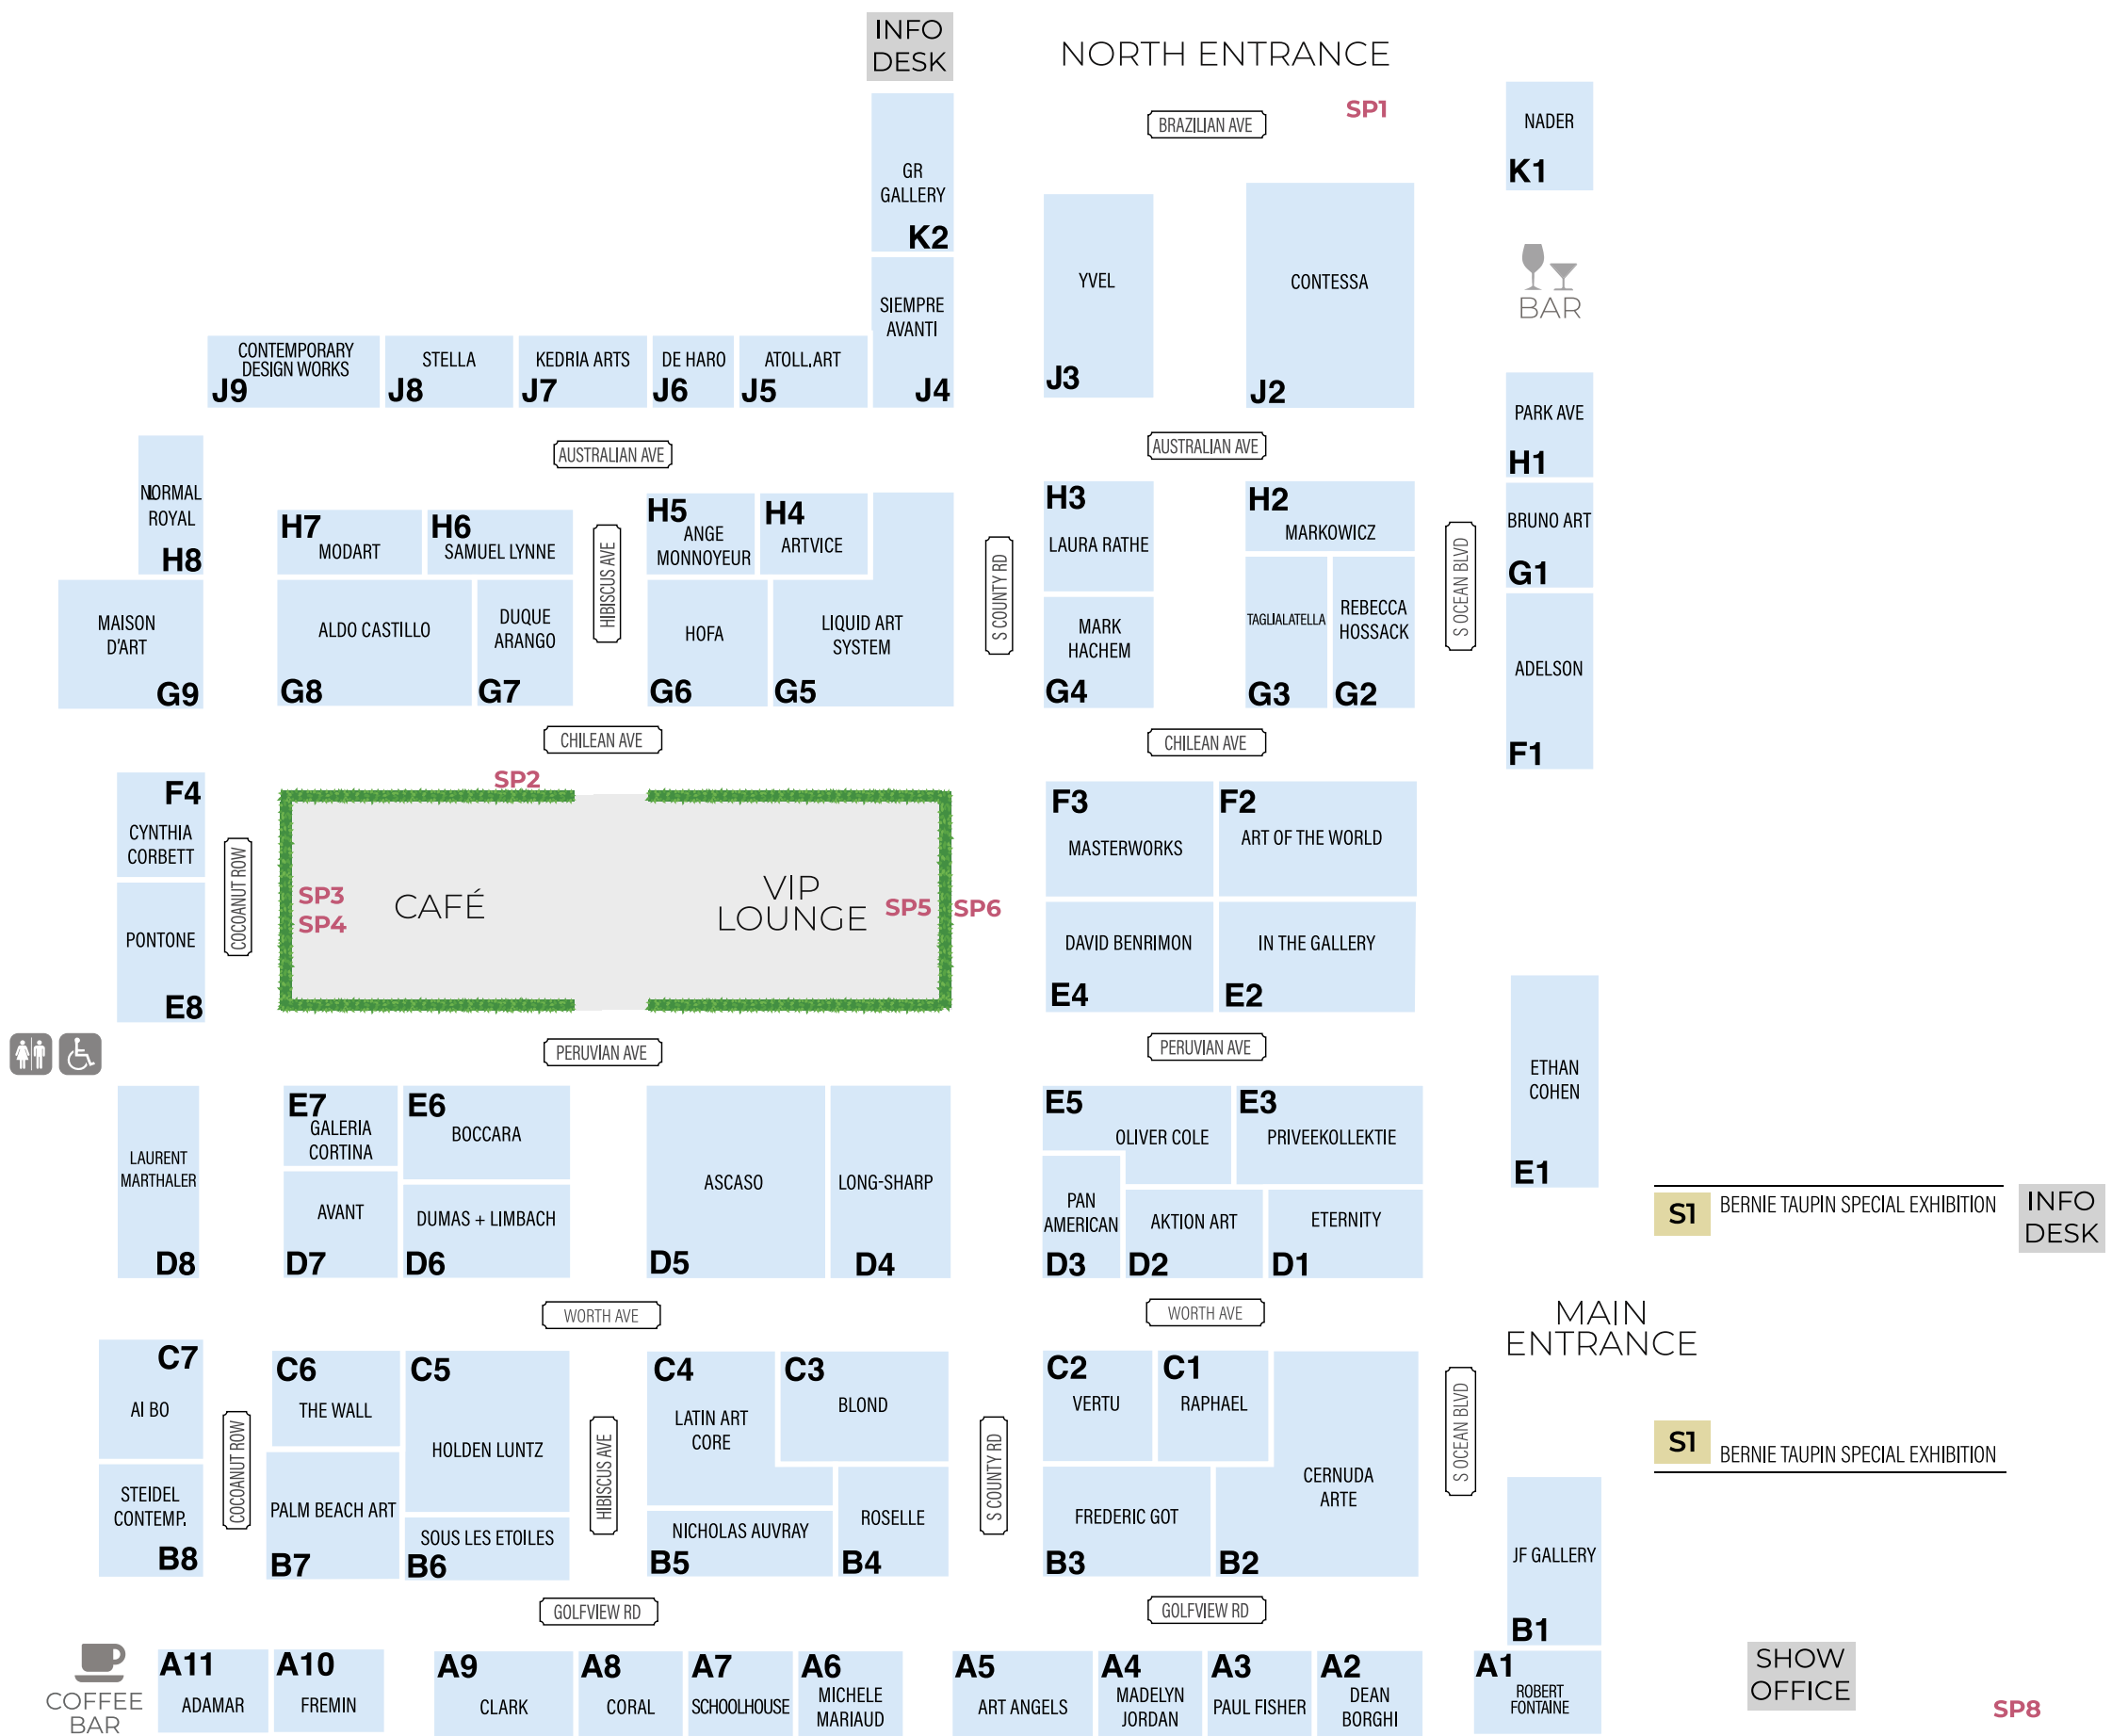 INFO
DESK
NORTH ENTRANCE
SP1
BRAZILIAN AVE
NADER
K1
GR
GALLERY
K2
YVEL
J3
CONTESSA
J2
BAR
SIEMPRE
AVANTI
J4
CONTEMPORARY
DESIGN WORKS
J9
STELLA
J8
KEDRIA ARTS
J7
DE HARO
J6
ATOLL.ART
J5
PARK AVE
H1
AUSTRALIAN AVE
AUSTRALIAN AVE
NORMAL
ROYAL
H8
H7
MODART
H6
SAMUEL LYNNE
HIBISCUS AVE
H5
ANGE
MONNOYEUR
H4
ARTVICE
S COUNTY RD
H3
LAURA RATHE
H2
MARKOWICZ
S OCEAN BLVD
BRUNO ART
G1
MAISON
D'ART
G9
ALDO CASTILLO
G8
DUQUE
ARANGO
G7
HOFA
G6
LIQUID ART
SYSTEM
G5
MARK
HACHEM
G4
TAGLIALATELLA
G3
REBECCA
HOSSACK
G2
ADELSON
F1
CHILEAN AVE
CHILEAN AVE
SP2
F4
CYNTHIA
CORBETT
COCOANUT ROW
SP3
SP4
CAFÉ
VIP
LOUNGE
SP5
SP6
F3
MASTERWORKS
F2
ART OF THE WORLD
PONTONE
E8
DAVID BENRIMON
E4
IN THE GALLERY
E2
PERUVIAN AVE
PERUVIAN AVE
ETHAN
COHEN
E1
LAURENT
MARTHALER
D8
E7
GALERIA
CORTINA
E6
BOCCARA
ASCASO
D5
LONG-SHARP
D4
E5
OLIVER COLE
E3
PRIVEEKOLLEKTIE
AVANT
D7
DUMAS + LIMBACH
D6
PAN
AMERICAN
D3
AKTION ART
D2
ETERNITY
D1
S1
BERNIE TAUPIN SPECIAL EXHIBITION
INFO
DESK
WORTH AVE
WORTH AVE
MAIN
ENTRANCE
C7
AI BO
COCOANUT ROW
C6
THE WALL
C5
HOLDEN LUNTZ
HIBISCUS AVE
C4
LATIN ART
CORE
C3
BLOND
S COUNTY RD
C2
VERTU
C1
RAPHAEL
CERNUDA
ARTE
B2
S OCEAN BLVD
S1
BERNIE TAUPIN SPECIAL EXHIBITION
STEIDEL
CONTEMP.
B8
PALM BEACH ART
B7
SOUS LES ETOILES
B6
NICHOLAS AUVRAY
B5
ROSELLE
B4
FREDERIC GOT
B3
JF GALLERY
B1
GOLFVIEW RD
GOLFVIEW RD
COFFEE
BAR
A11
ADAMAR
A10
FREMIN
A9
CLARK
A8
CORAL
A7
SCHOOLHOUSE
A6
MICHELE
MARIAUD
A5
ART ANGELS
A4
MADELYN
JORDAN
A3
PAUL FISHER
A2
DEAN
BORGHI
A1
ROBERT
FONTAINE
SHOW
OFFICE
SP8